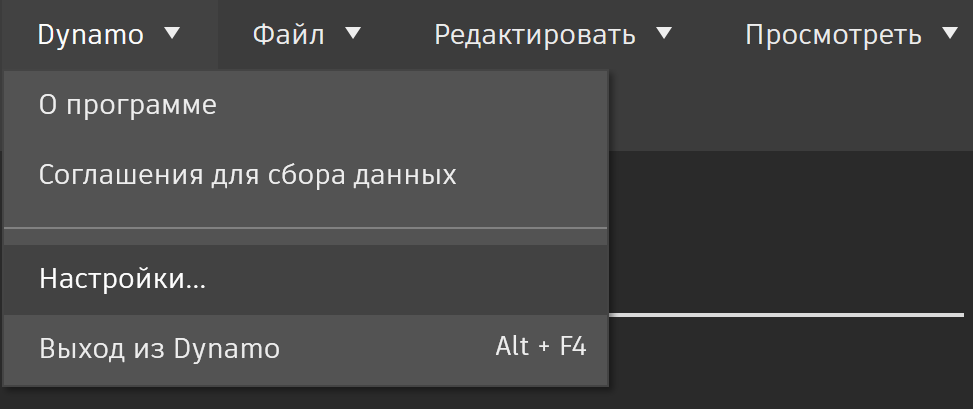 Dynamo Файл Редактировать Просмотреть
О программе
Соглашения для сбора данных
Настройки...
Выход из Dynamo Alt + F4